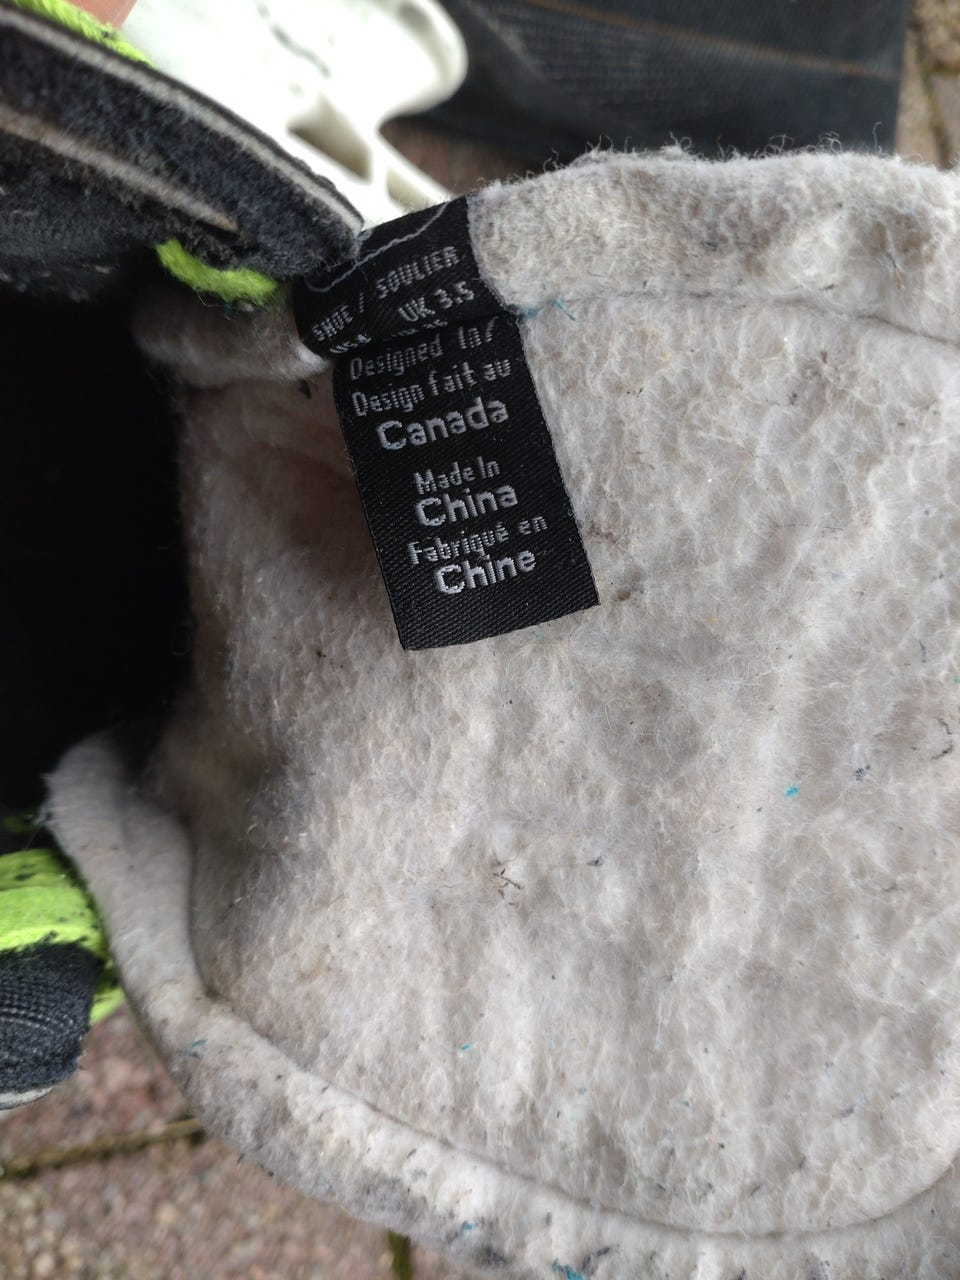 SHOE / SOULIER
UK 3.5
Designed In/
Design fait au
Canada
Made In
China
Fabriqué en
Chine